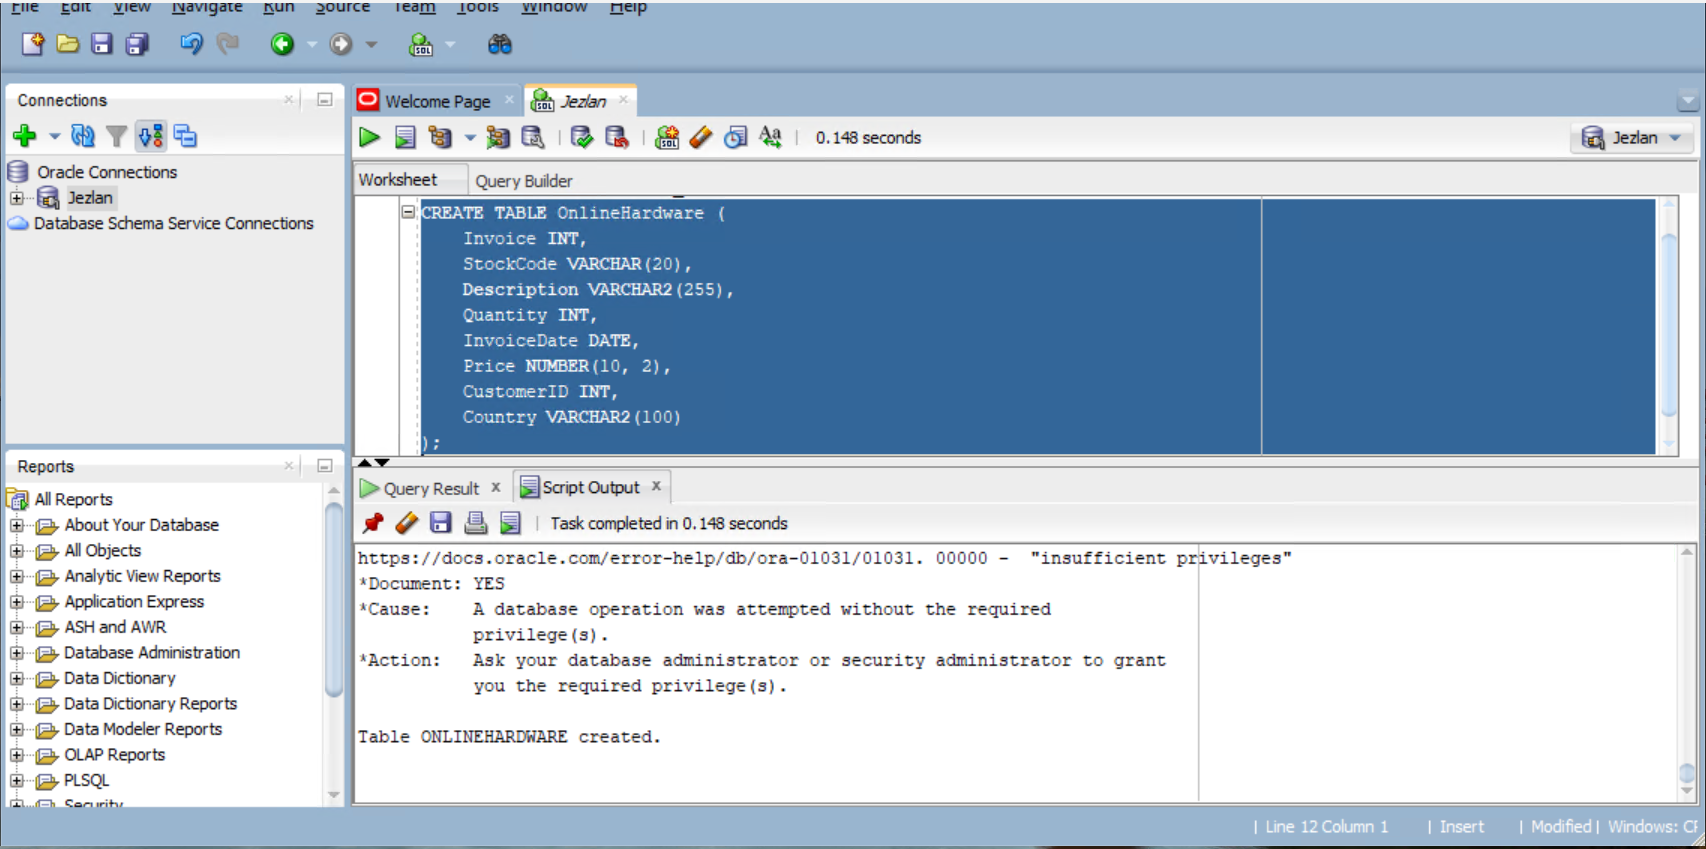 File Edit View Navigate Run Source Team Tools Window Help
Connections
Oracle Connections
Jezlan
Database Schema Service Connections
Reports
All Reports
About Your Database
All Objects
Analytic View Reports
Application Express
ASH and AWR
Database Administration
Data Dictionary
Data Dictionary Reports
Data Modeler Reports
OLAP Reports
PLSQL
Security
Welcome Page
Jezlan
0.148 seconds
Jezlan
Worksheet Query Builder
CREATE TABLE OnlineHardware (
Invoice INT,
StockCode VARCHAR(20),
Description VARCHAR2(255),
Quantity INT,
InvoiceDate DATE,
Price NUMBER(10, 2),
CustomerID INT,
Country VARCHAR2(100)
);
Query Result x Script Output x
Task completed in 0.148 seconds
https://docs.oracle.com/error-help/db/ora-01031/01031. 00000 - "insufficient privileges"
*Document: YES
*Cause: A database operation was attempted without the required
privilege(s).
*Action: Ask your database administrator or security administrator to grant
you the required privilege(s).
Table ONLINEHARDWARE created.
| Line 12 Column 1 | Insert | Modified | Windows: